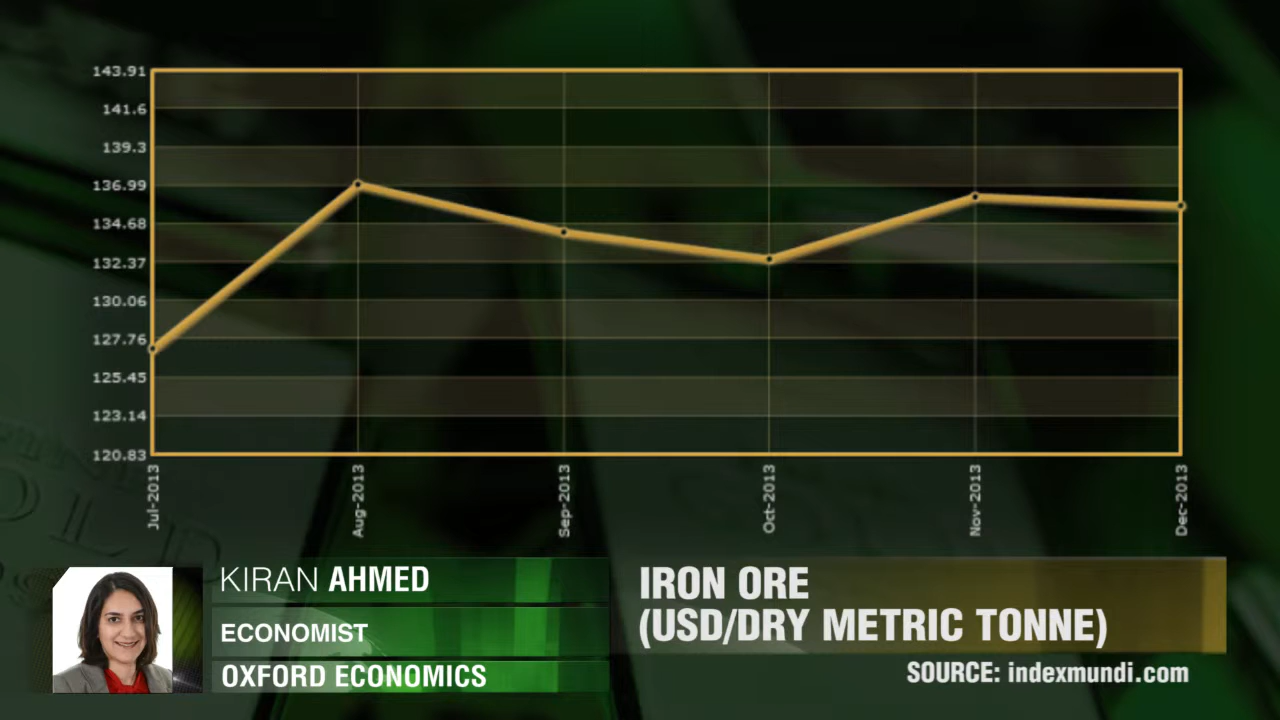 143.91
141.6
139.3
136.99
134.68
132.37
130.06
127.76
125.45
123.14
120.83
Jul-2013
Aug-2013
Sep-2013
Oct-2013
Nov-2013
Dec-2013
KIRAN AHMED
ECONOMIST
OXFORD ECONOMICS
IRON ORE
(USD/DRY METRIC TONNE)
SOURCE: indexmundi.com